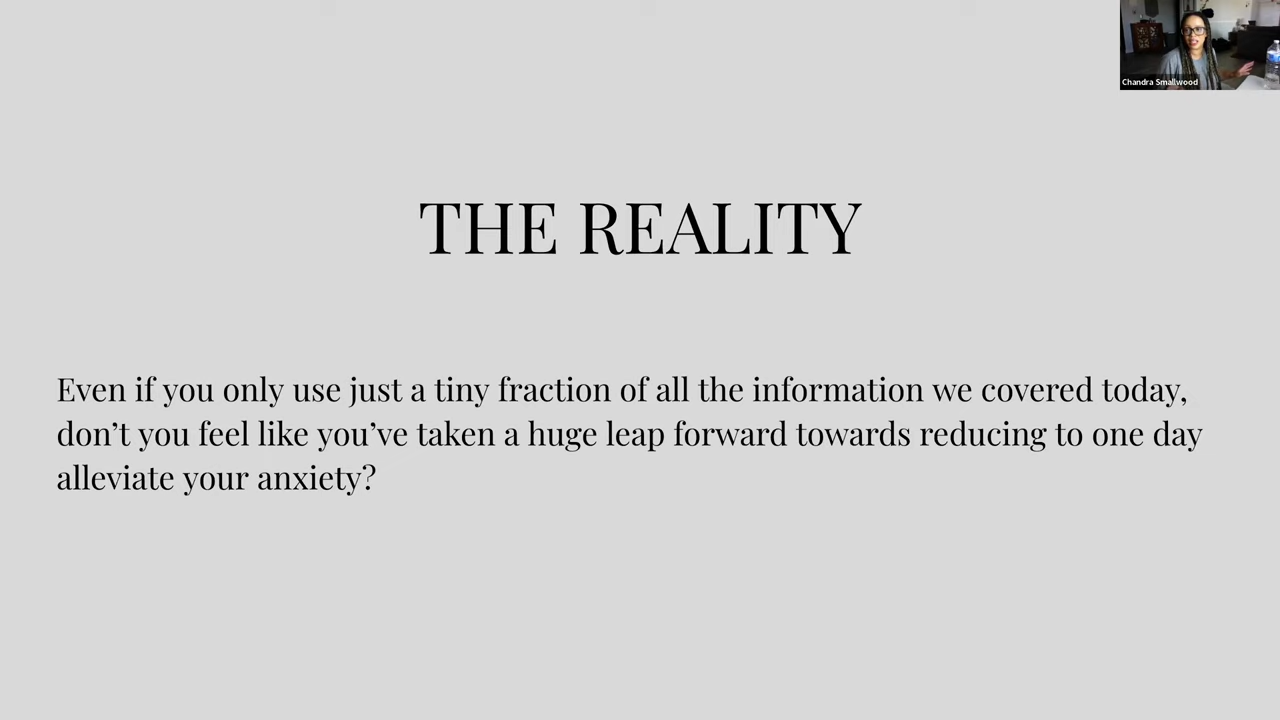 Chandra Smallwood
THE REALITY
Even if you only use just a tiny fraction of all the information we covered today,
don’t you feel like you’ve taken a huge leap forward towards reducing to one day
alleviate your anxiety?